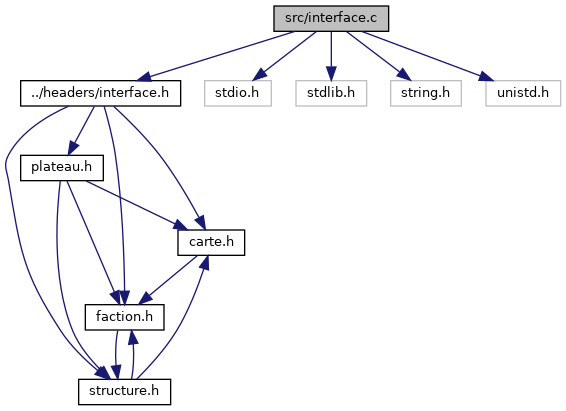 src/interface.c
../headers/interface.h
stdio.h
stdlib.h
string.h
unistd.h
plateau.h
carte.h
faction.h
structure.h